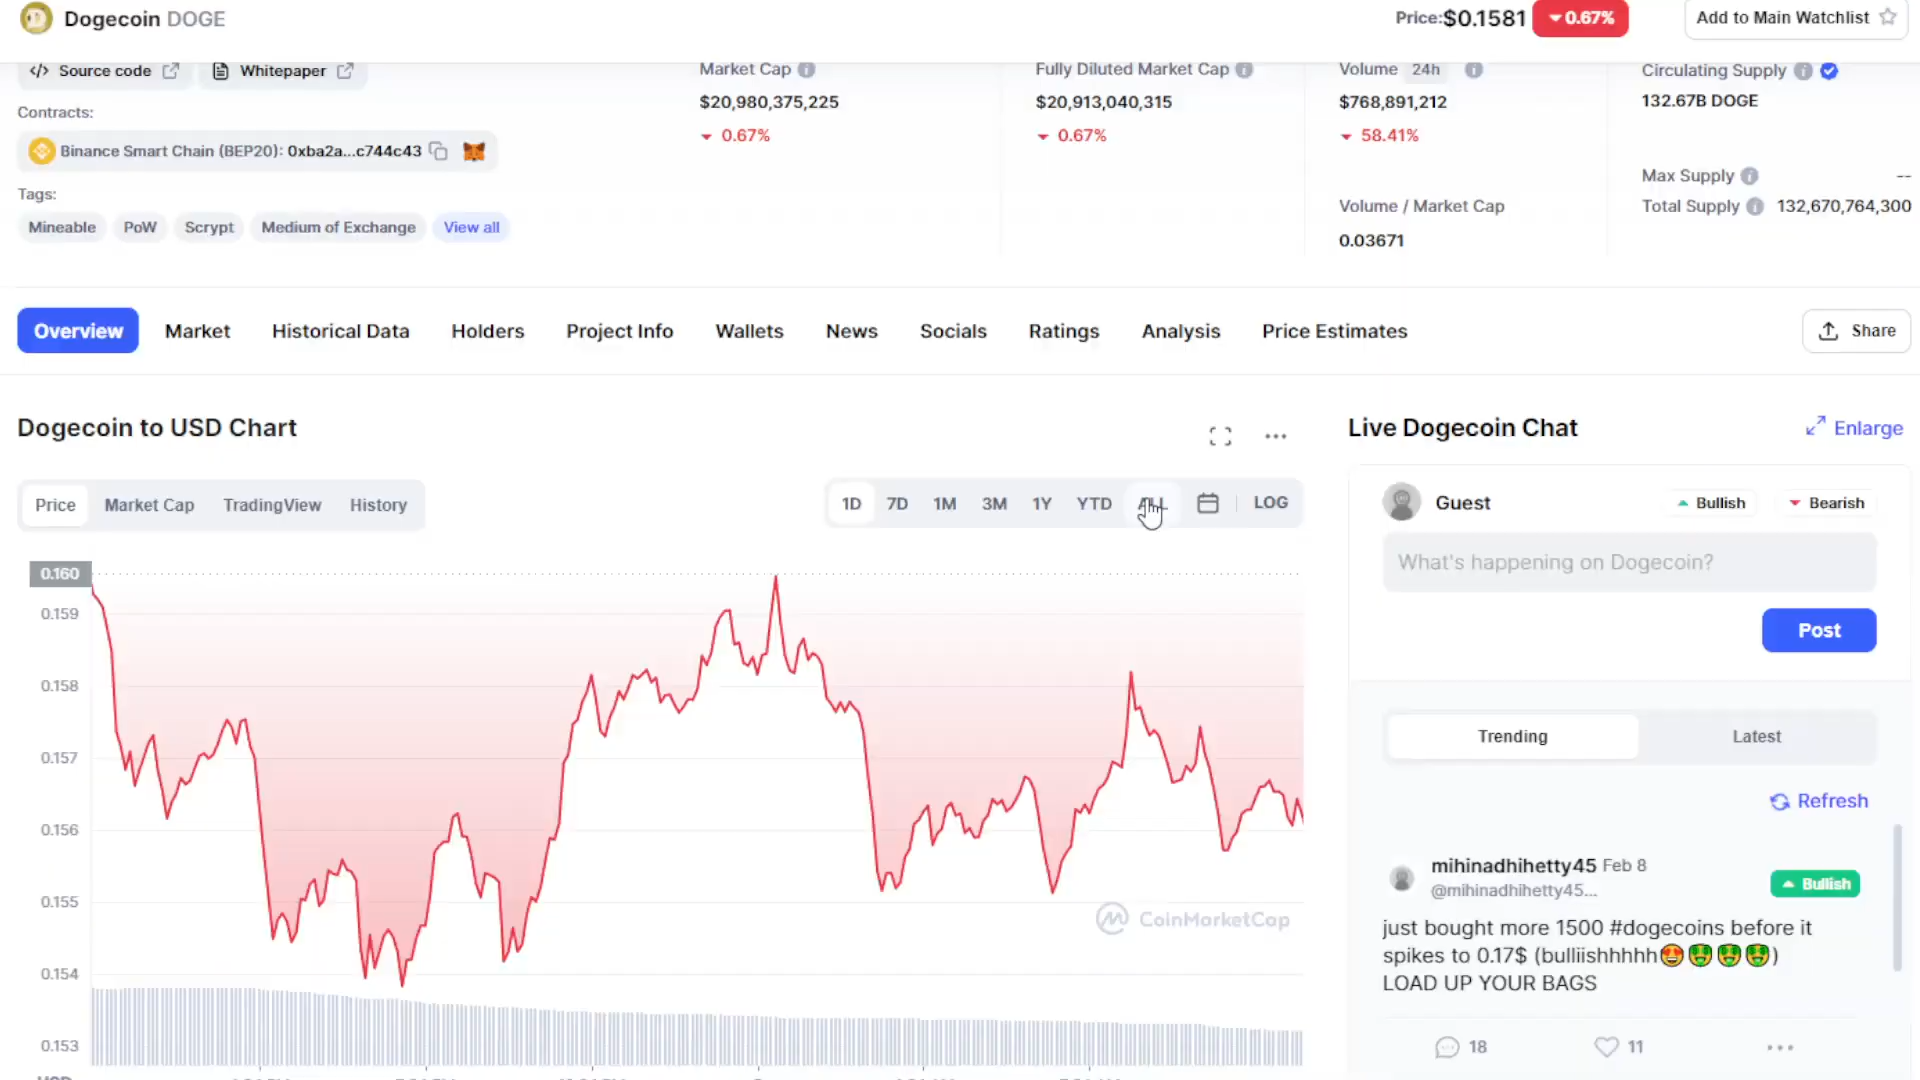 Dogecoin DOGE
Price:$0.1581 0.67%
Add to Main Watchlist
Source code Whitepaper
Contracts:
Binance Smart Chain (BEP20): 0xba2a...c744c43
Tags:
Mineable PoW Scrypt Medium of Exchange View all
Market Cap
$20,980,375,225
0.67%
Fully Diluted Market Cap
$20,913,040,315
0.67%
Volume 24h
$768,891,212
58.41%
Volume / Market Cap
0.03671
Circulating Supply
132.67B DOGE
Max Supply --
Total Supply 132,670,764,300
Overview Market Historical Data Holders Project Info Wallets News Socials Ratings Analysis Price Estimates
Share
Dogecoin to USD Chart
Price Market Cap TradingView History
1D 7D 1M 3M 1Y YTD ALL LOG
0.160
0.159
0.158
0.157
0.156
0.155
0.154
0.153
CoinMarketCap
Live Dogecoin Chat
Enlarge
Guest
Bullish Bearish
What's happening on Dogecoin?
Post
Trending Latest
Refresh
mihinadhihetty45 Feb 8
@mihinadhihetty45...
Bullish
just bought more 1500 #dogecoins before it
spikes to 0.17$ (bulliishhhhh😍🤑🤑🤑)
LOAD UP YOUR BAGS
18 11